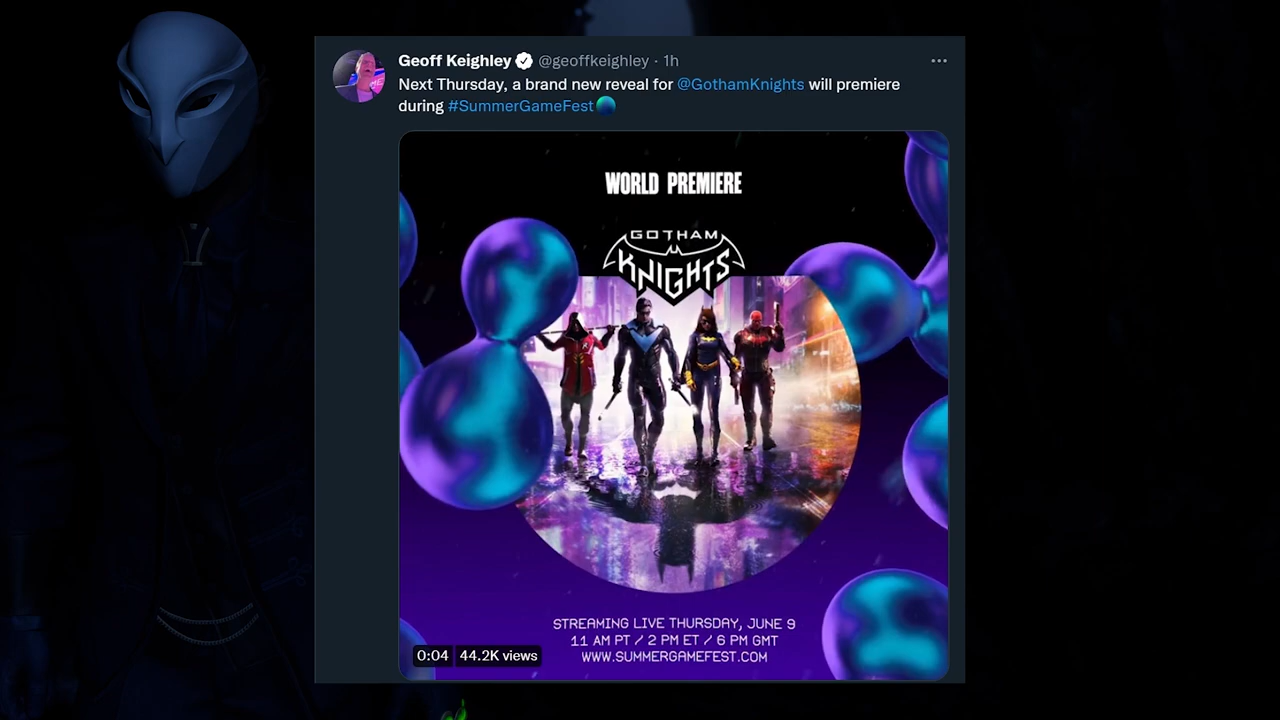 Geoff Keighley @geoffkeighley · 1h
Next Thursday, a brand new reveal for @GothamKnights will premiere
during #SummerGameFest
WORLD PREMIERE
GOTHAM
KNIGHTS
STREAMING LIVE THURSDAY, JUNE 9
11 AM PT / 2 PM ET / 6 PM GMT
WWW.SUMMERGAMEFEST.COM
0:04 44.2K views